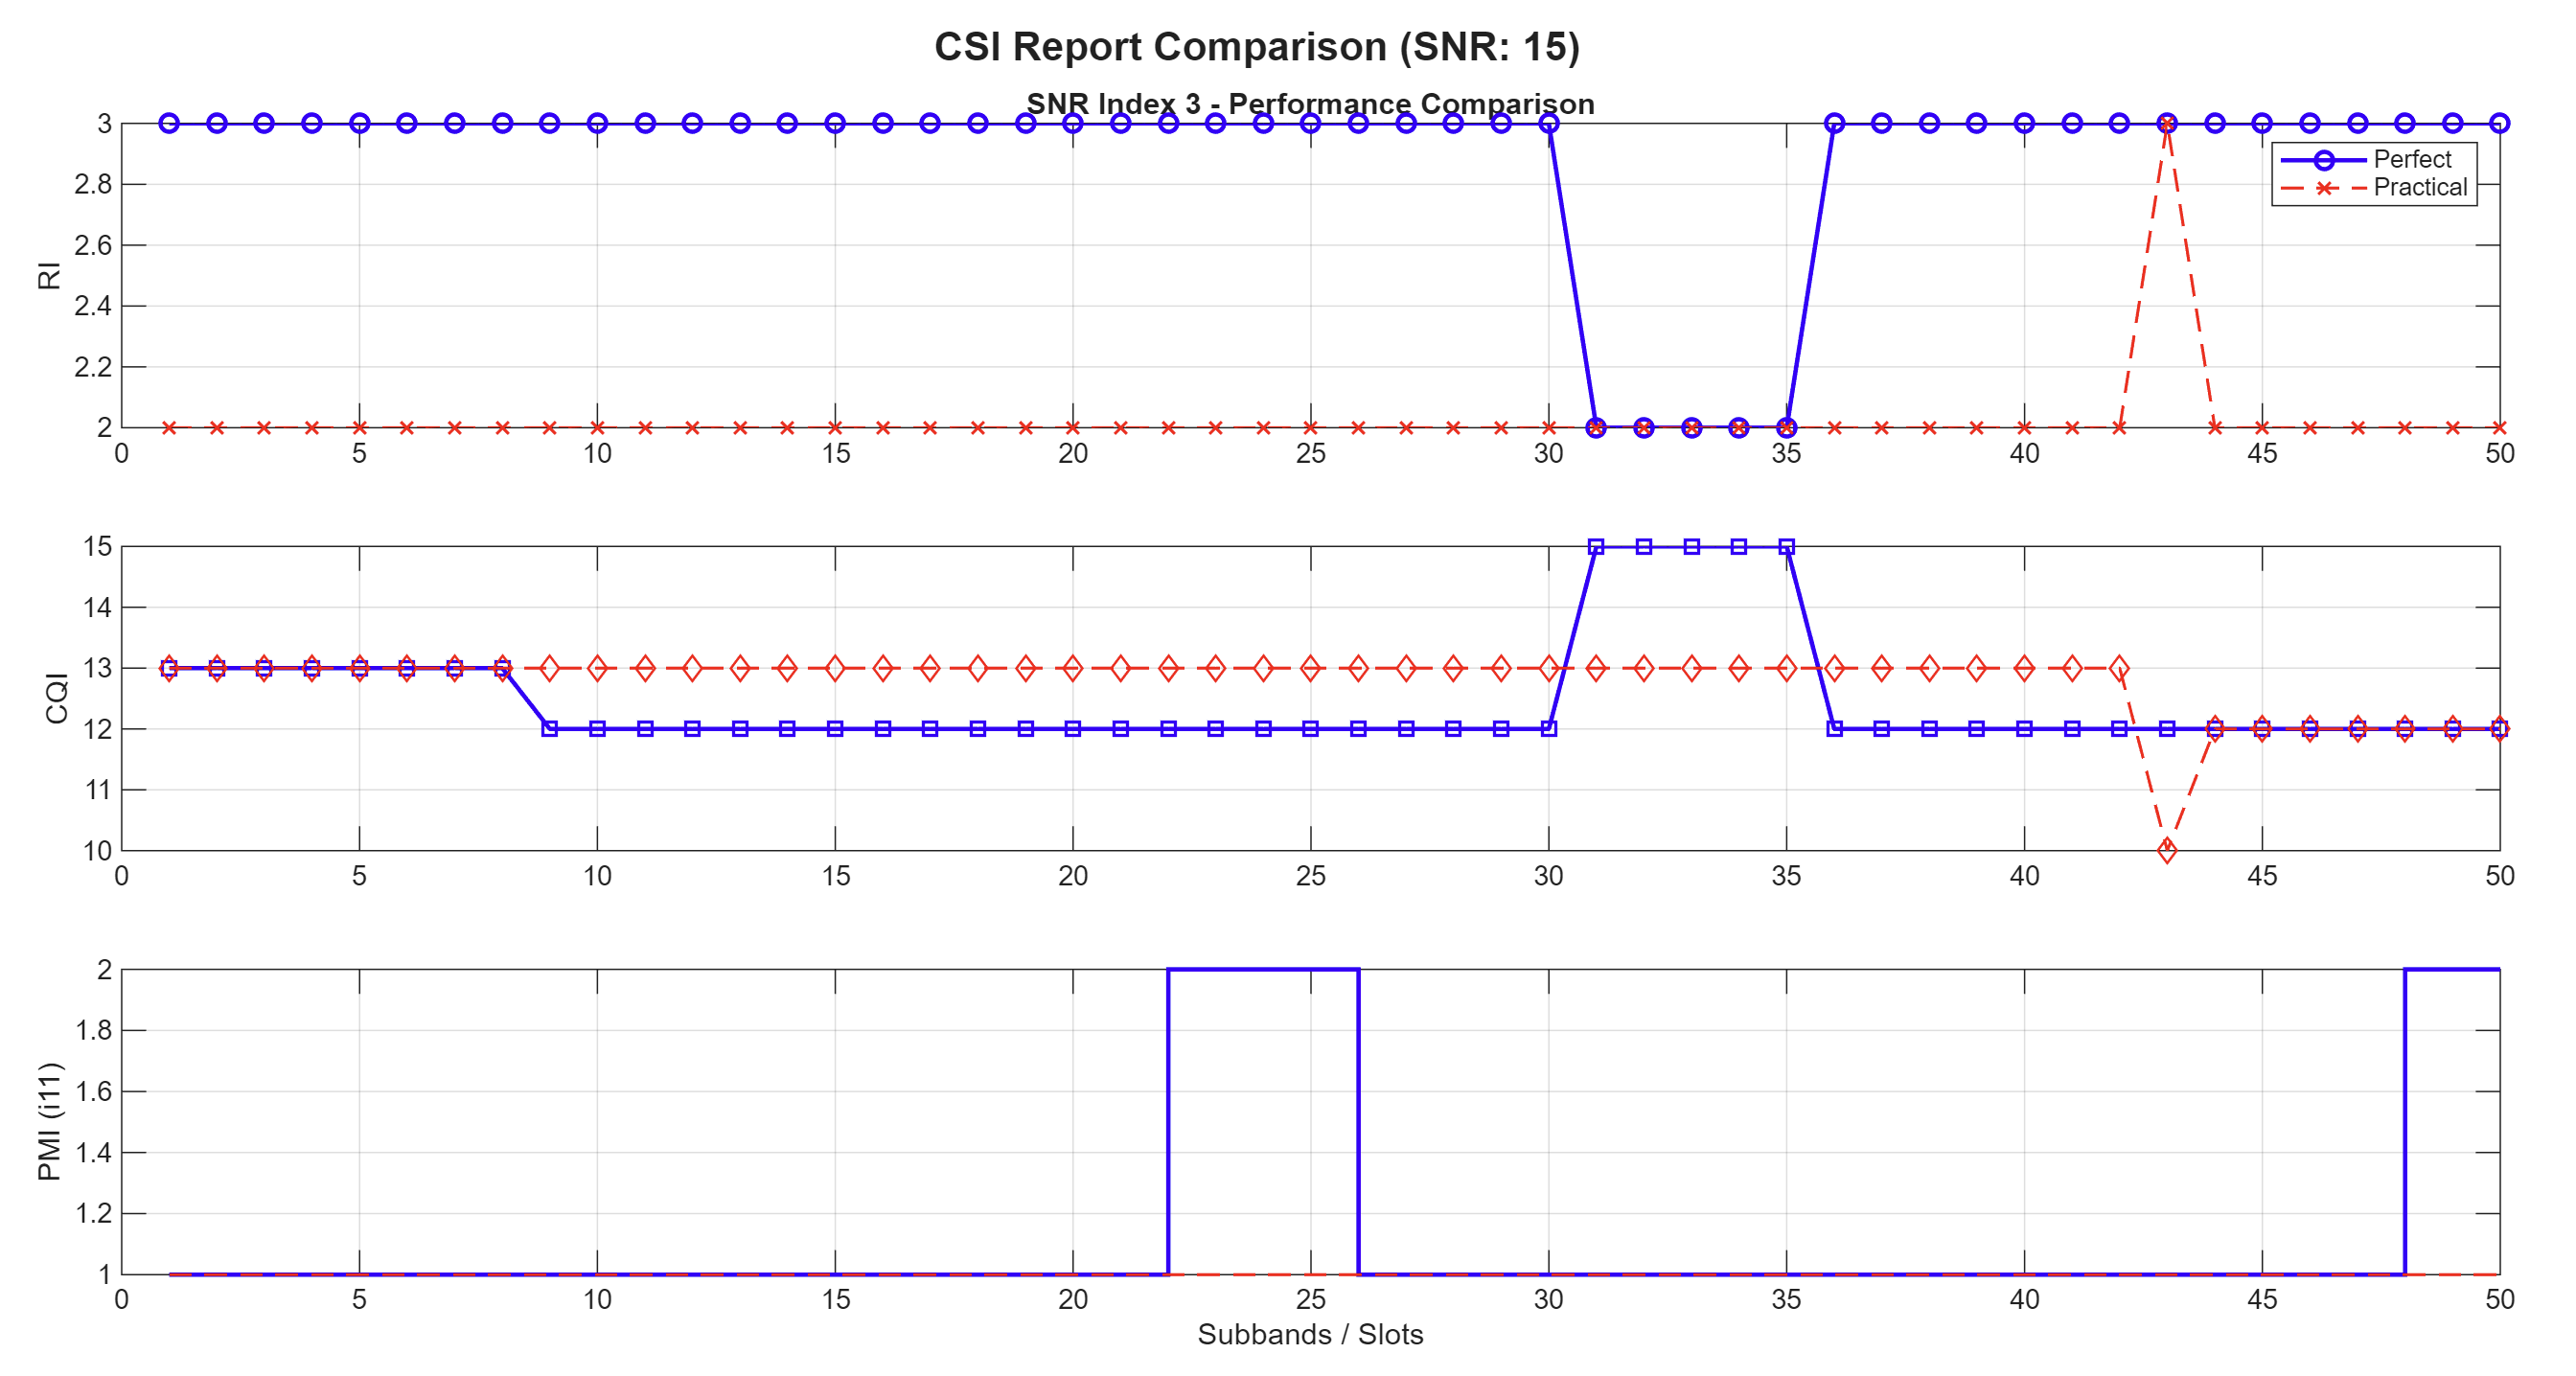 CSI Report Comparison (SNR: 15)
SNR Index 3 - Performance Comparison
3
2.8
2.6
2.4
2.2
2
RI
Perfect
Practical
0 5 10 15 20 25 30 35 40 45 50
15
14
13
12
11
10
CQI
0 5 10 15 20 25 30 35 40 45 50
2
1.8
1.6
1.4
1.2
1
PMI (i11)
0 5 10 15 20 25 30 35 40 45 50
Subbands / Slots